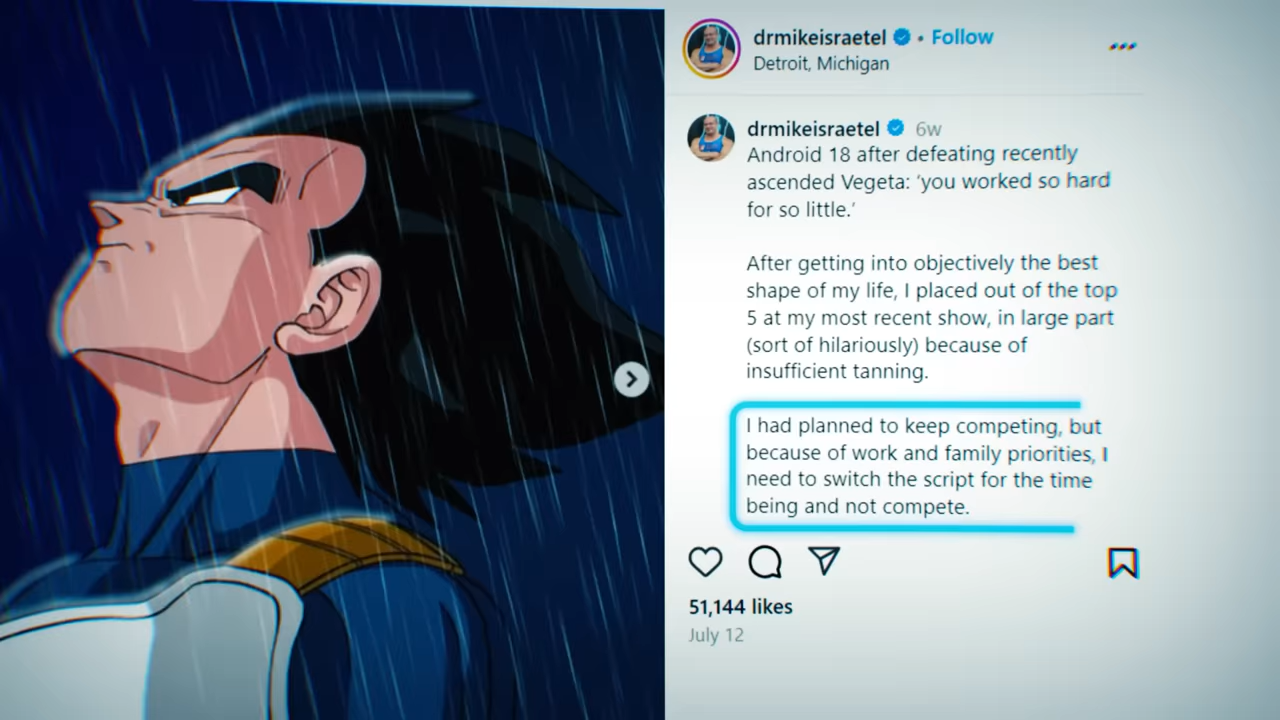 drmikeisraetel • Follow
Detroit, Michigan
drmikeisraetel 6w
Android 18 after defeating recently
ascended Vegeta: ‘you worked so hard
for so little.’
After getting into objectively the best
shape of my life, I placed out of the top
5 at my most recent show, in large part
(sort of hilariously) because of
insufficient tanning.
I had planned to keep competing, but
because of work and family priorities, I
need to switch the script for the time
being and not compete.
51,144 likes
July 12